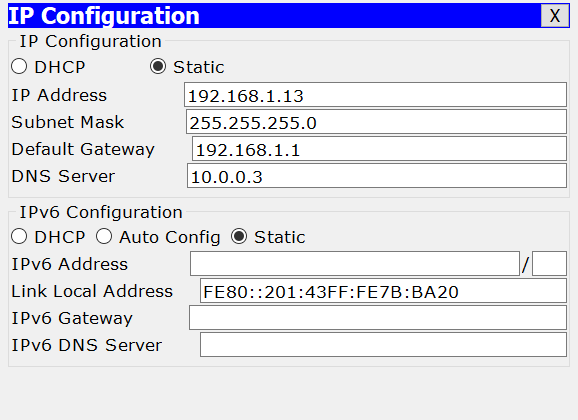 IP Configuration X
IP Configuration
DHCP Static
IP Address 192.168.1.13
Subnet Mask 255.255.255.0
Default Gateway 192.168.1.1
DNS Server 10.0.0.3
IPv6 Configuration
DHCP Auto Config Static
IPv6 Address /
Link Local Address FE80::201:43FF:FE7B:BA20
IPv6 Gateway
IPv6 DNS Server